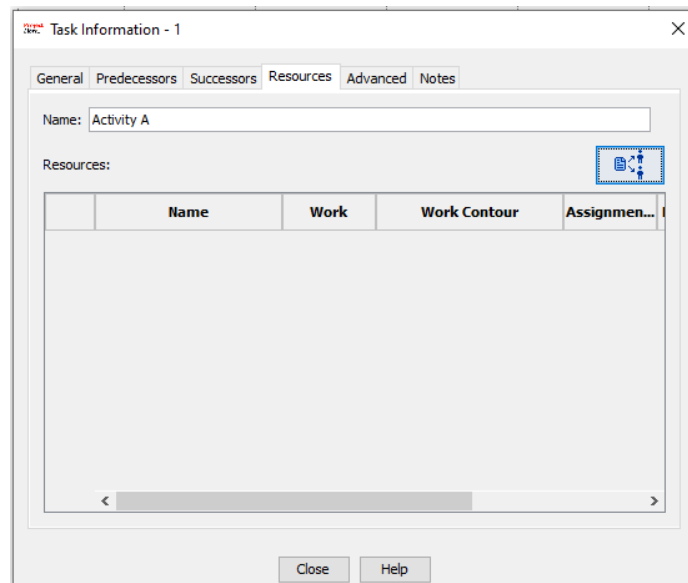 Task Information - 1
General Predecessors Successors Resources Advanced Notes
Name: Activity A
Resources:
Name Work Work Contour Assignmen...
Close Help